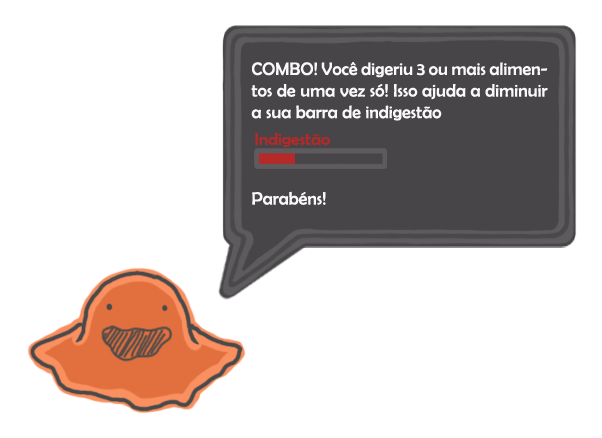 COMBO! Você digeriu 3 ou mais alimen-
tos de uma vez só! Isso ajuda a diminuir
a sua barra de indigestão
Indigestão
Parabéns!